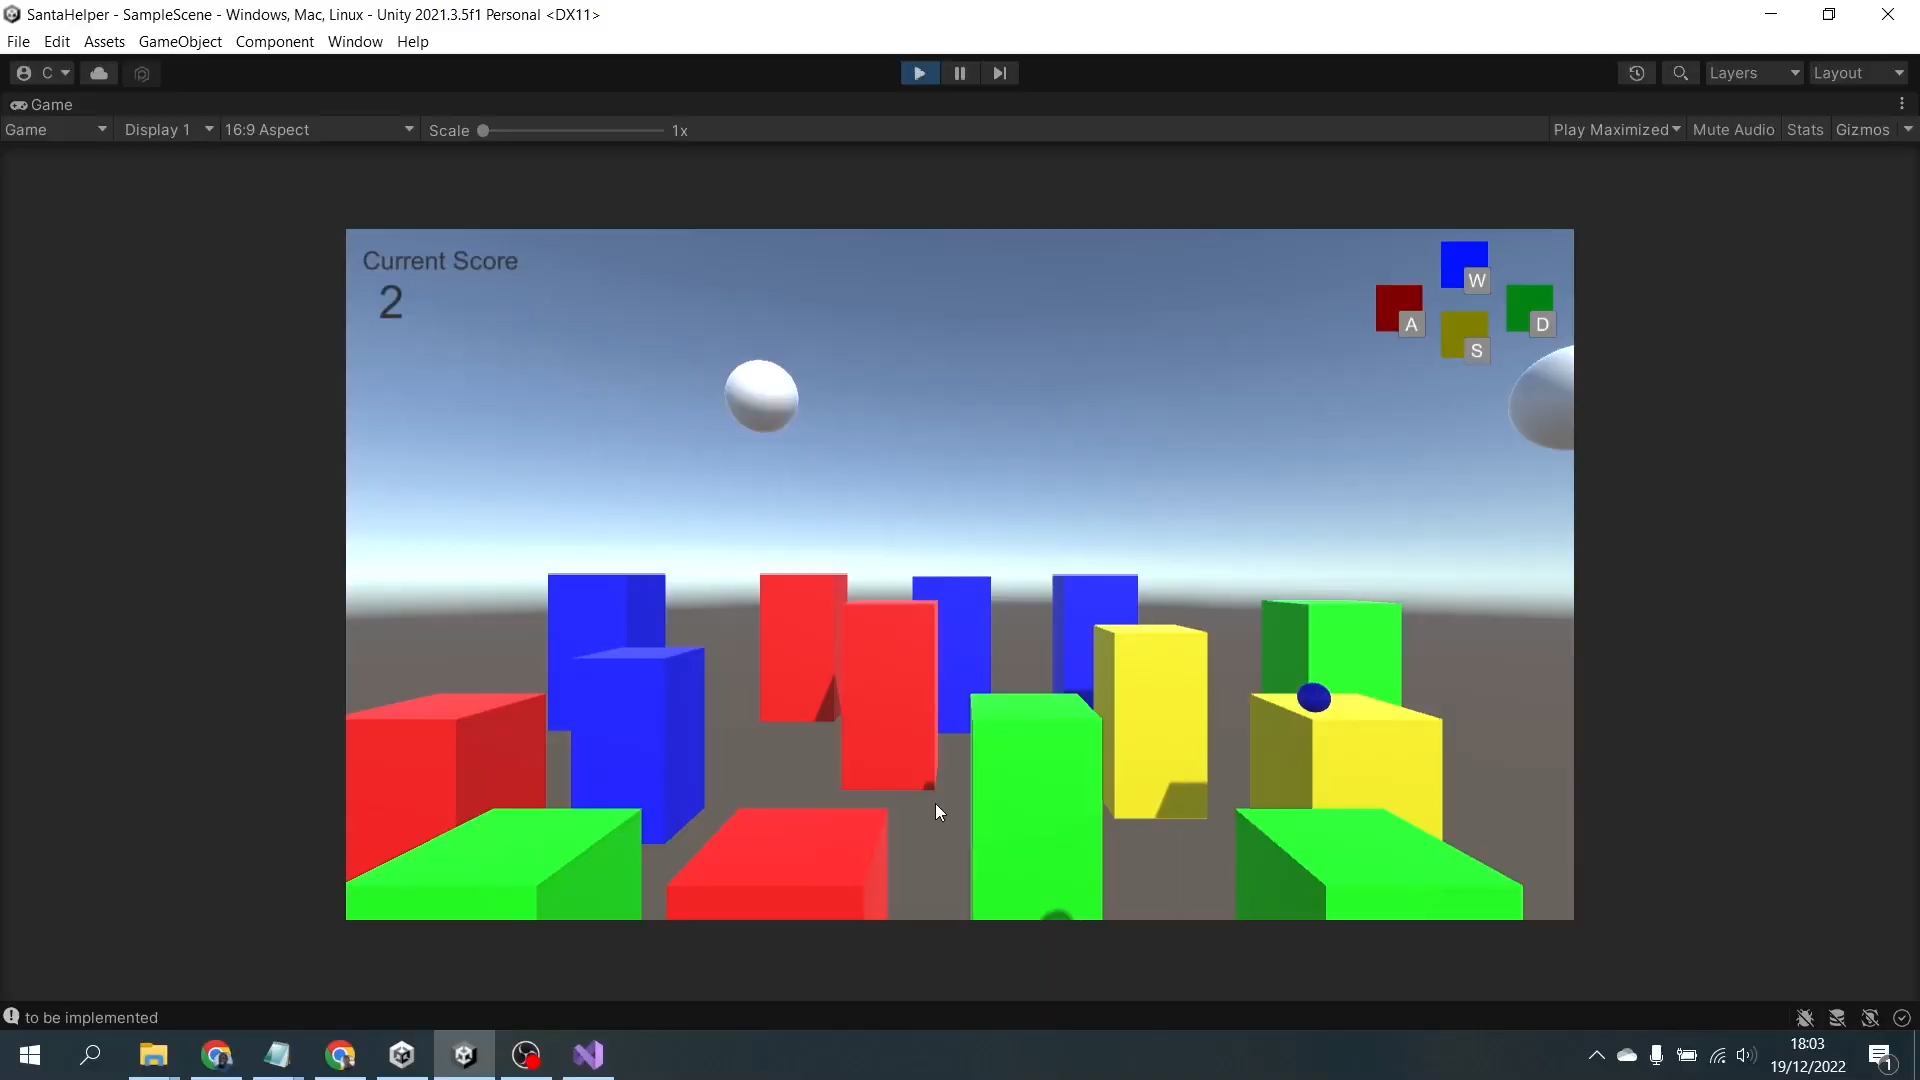 SantaHelper - SampleScene - Windows, Mac, Linux - Unity 2021.3.5f1 Personal <DX11>
File Edit Assets GameObject Component Window Help
C
Layers
Layout
Game
Game
Display 1
16:9 Aspect
Scale
1x
Play Maximized
Mute Audio
Stats
Gizmos
Current Score
2
W
A
D
S
to be implemented
18:03
19/12/2022
1